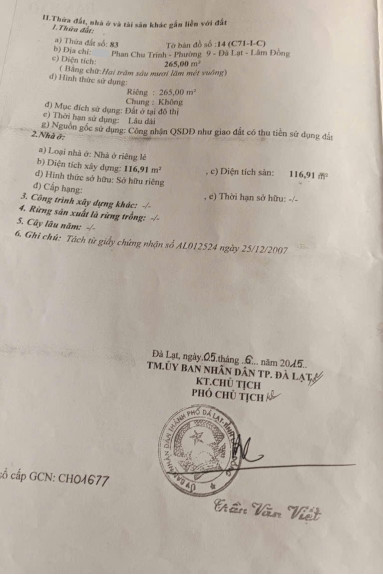 II.Thửa đất, nhà ở và tài sản khác gắn liền với đất
1.Thửa đất:
a) Thửa đất số: 83 Tờ bản đồ số :14 (C71-I-C)
b) Địa chỉ: Phan Chu Trinh - Phường 9 - Đà Lạt - Lâm Đồng
c) Diện tích: 265,00 m²
( Bằng chữ: Hai trăm sáu mươi lăm mét vuông)
d) Hình thức sử dụng:
Riêng : 265,00 m²
Chung : Không
đ) Mục đích sử dụng: Đất ở tại đô thị
e) Thời hạn sử dụng: Lâu dài
g) Nguồn gốc sử dụng: Công nhận QSDĐ như giao đất có thu tiền sử dụng đất
2.Nhà ở:
a) Loại nhà ở: Nhà ở riêng lẻ
b) Diện tích xây dựng: 116,91 m² , c) Diện tích sàn: 116,91 m²
d) Hình thức sở hữu: Sở hữu riêng
đ) Cấp hạng: , e) Thời hạn sở hữu: -/-
3. Công trình xây dựng khác: -/-
4. Rừng sản xuất là rừng trồng: -/-
5. Cây lâu năm: -/-
6. Ghi chú: Tách từ giấy chứng nhận số AL012524 ngày 25/12/2007
Đà Lạt, ngày.05.tháng .6... năm 2015..
TM.ỦY BAN NHÂN DÂN TP. ĐÀ LẠT
KT.CHỦ TỊCH
PHÓ CHỦ TỊCH
số cấp GCN: CH01677
Trần Văn Việt